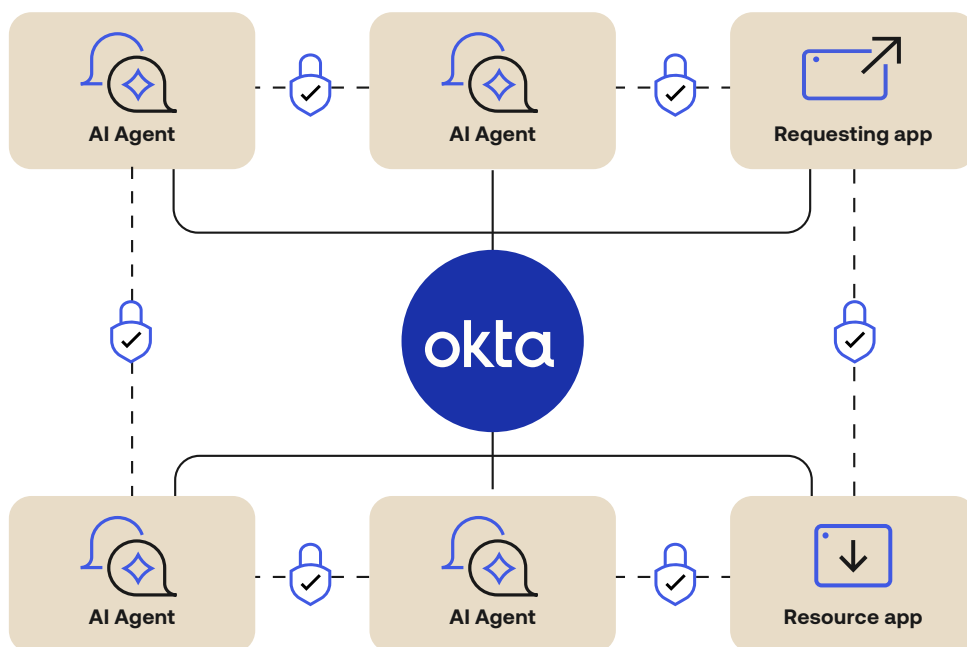 AI Agent
AI Agent
Requesting app
okta
AI Agent
AI Agent
Resource app